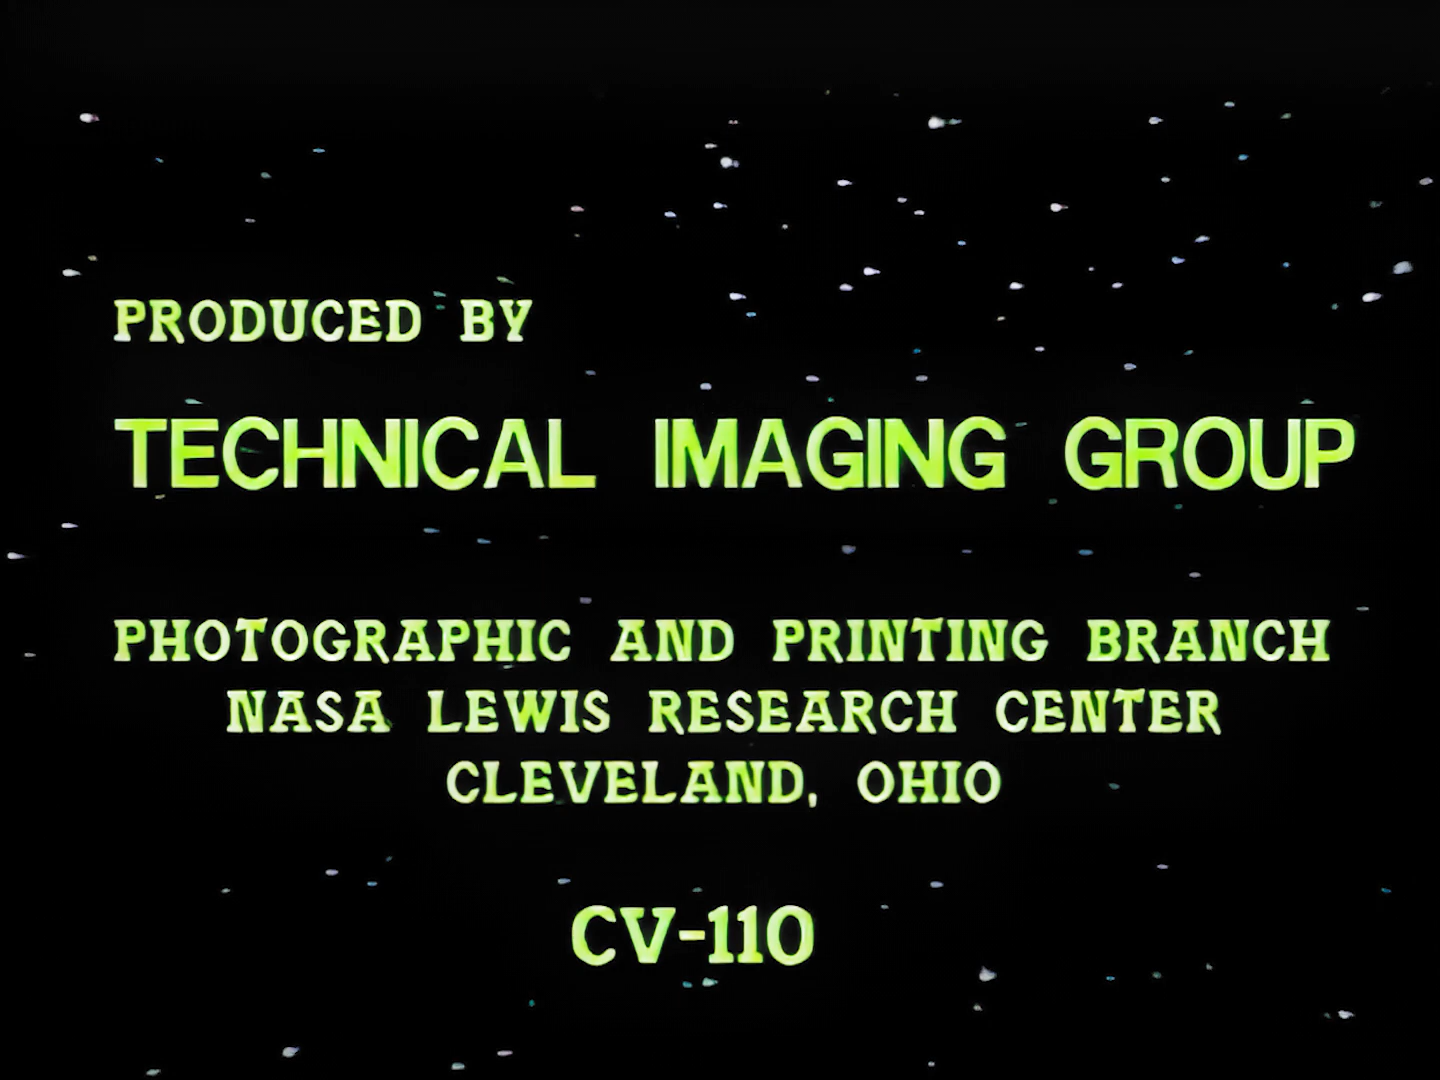 PRODUCED BY
TECHNICAL IMAGING GROUP
PHOTOGRAPHIC AND PRINTING BRANCH
NASA LEWIS RESEARCH CENTER
CLEVELAND, OHIO
CV-110